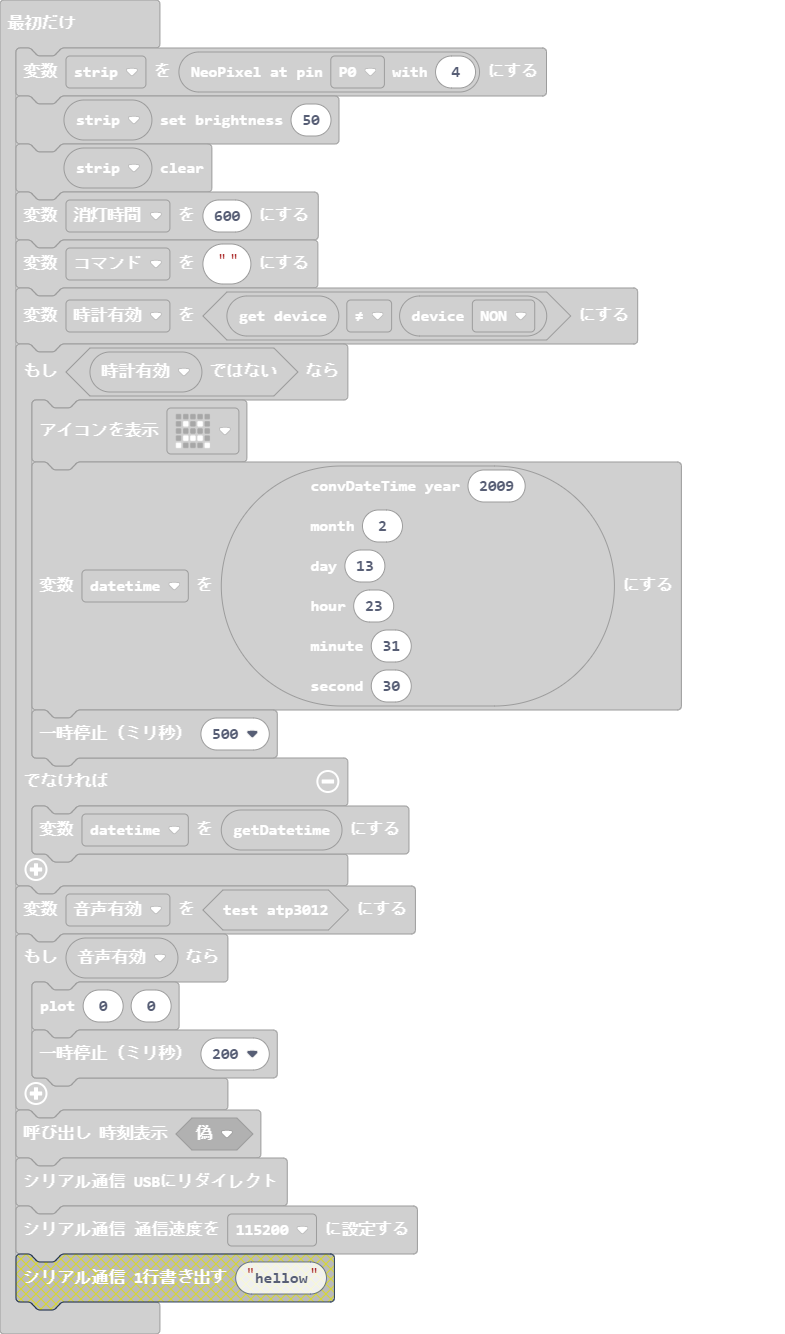 最初だけ
変数 strip を NeoPixel at pin P0 with 4 にする
strip set brightness 50
strip clear
変数 消灯時間 を 600 にする
変数 コマンド を "" にする
変数 時計有効 を get device ≠ device NON にする
もし 時計有効 ではない なら
アイコンを表示
convDateTime year 2009
month 2
day 13
変数 datetime を にする
hour 23
minute 31
second 30
一時停止（ミリ秒） 500
でなければ
変数 datetime を getDatetime にする
変数 音声有効 を test atp3012 にする
もし 音声有効 なら
plot 0 0
一時停止（ミリ秒） 200
呼び出し 時刻表示 偽
シリアル通信 USBにリダイレクト
シリアル通信 通信速度を 115200 に設定する
シリアル通信 1行書き出す "hellow"